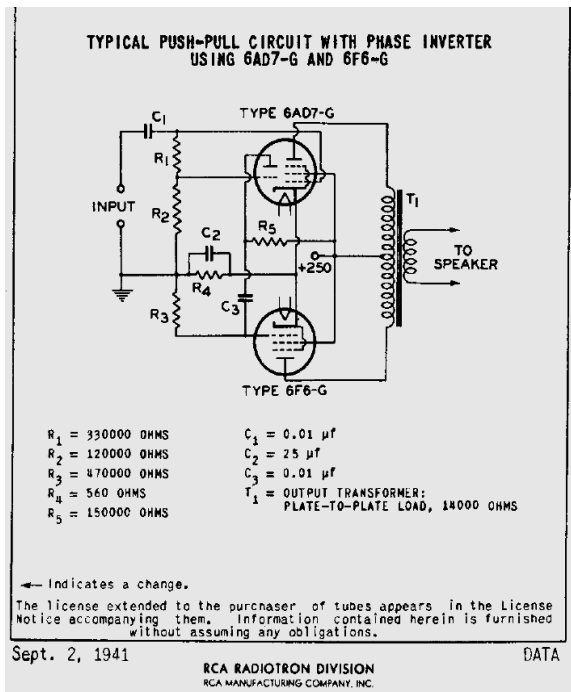 TYPICAL PUSH-PULL CIRCUIT WITH PHASE INVERTER
USING 6AD7-G AND 6F6-G
C1
TYPE 6AD7-G
R1
INPUT
R2
R5
T1
C2
+250
TO
SPEAKER
R4
R3
C3
TYPE 6F6-G
R1 = 330000 OHMS
R2 = 120000 OHMS
R3 = 470000 OHMS
R4 = 560 OHMS
R5 = 150000 OHMS
C1 = 0.01 µf
C2 = 25 µf
C3 = 0.01 µf
T1 = OUTPUT TRANSFORMER:
PLATE-TO-PLATE LOAD, 14000 OHMS
← Indicates a change.
The license extended to the purchaser of tubes appears in the License
Notice accompanying them. Information contained herein is furnished
without assuming any obligations.
Sept. 2, 1941
DATA
RCA RADIOTRON DIVISION
RCA MANUFACTURING COMPANY, INC.